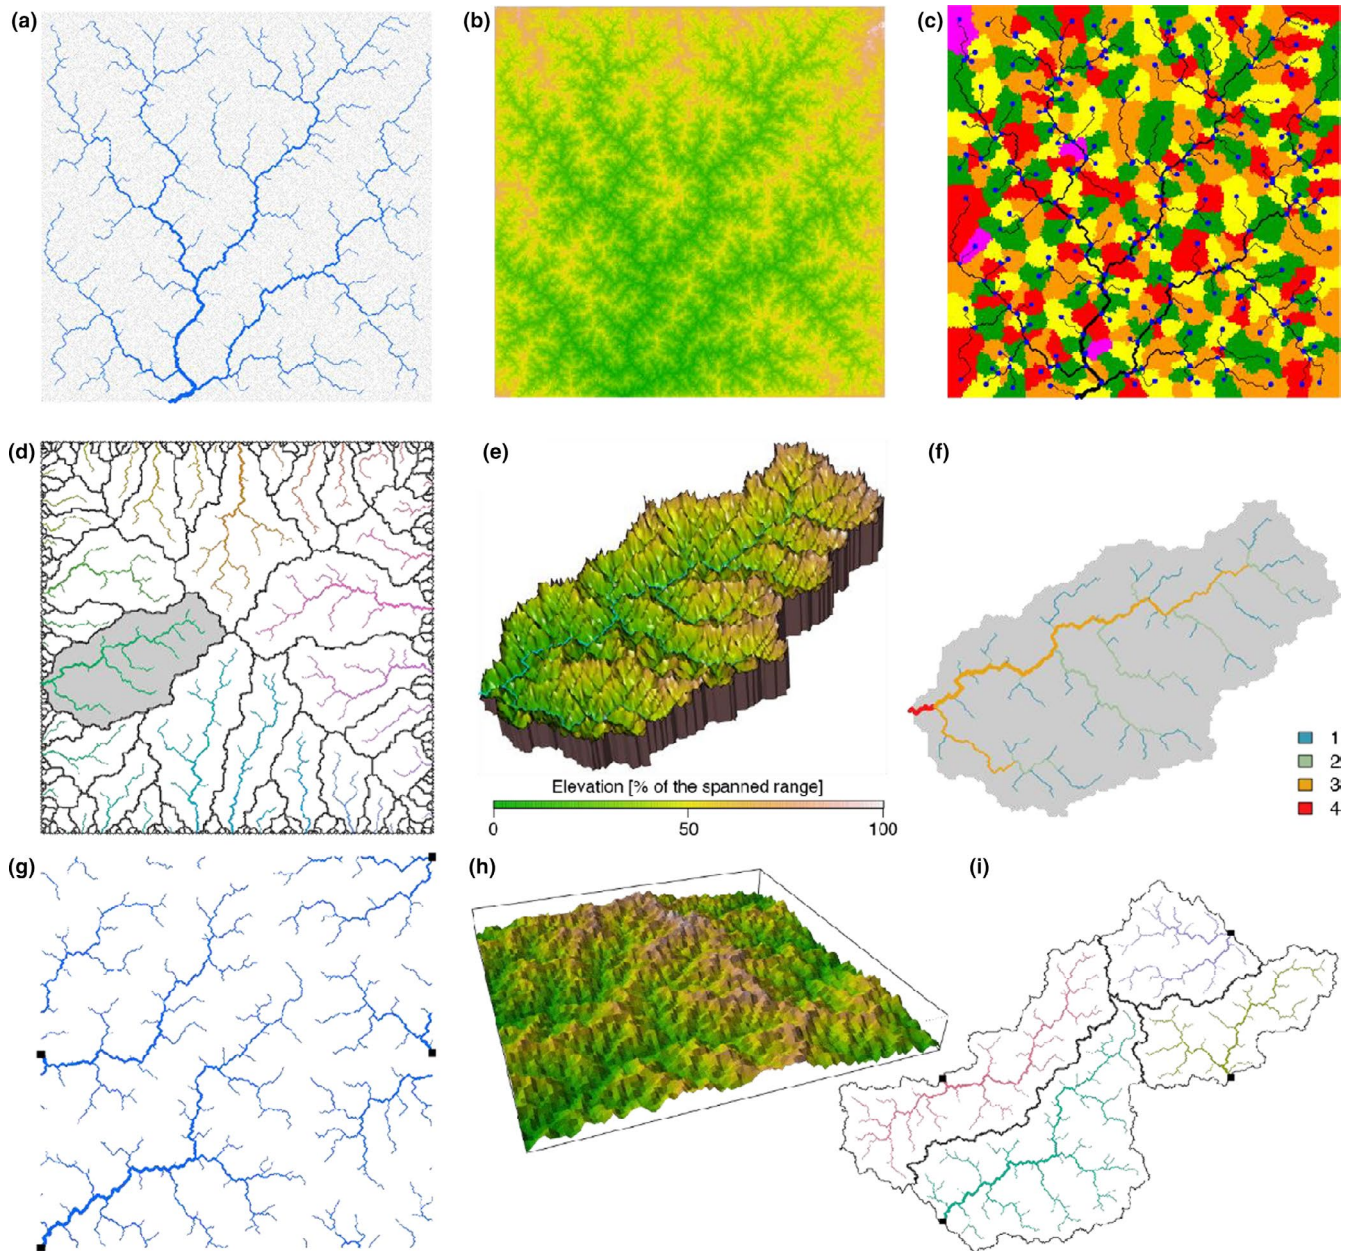 (a)
(b)
(c)
(d)
(e)
(f)
Elevation [% of the spanned range]
0 50 100
1
2
3
4
(g)
(h)
(i)